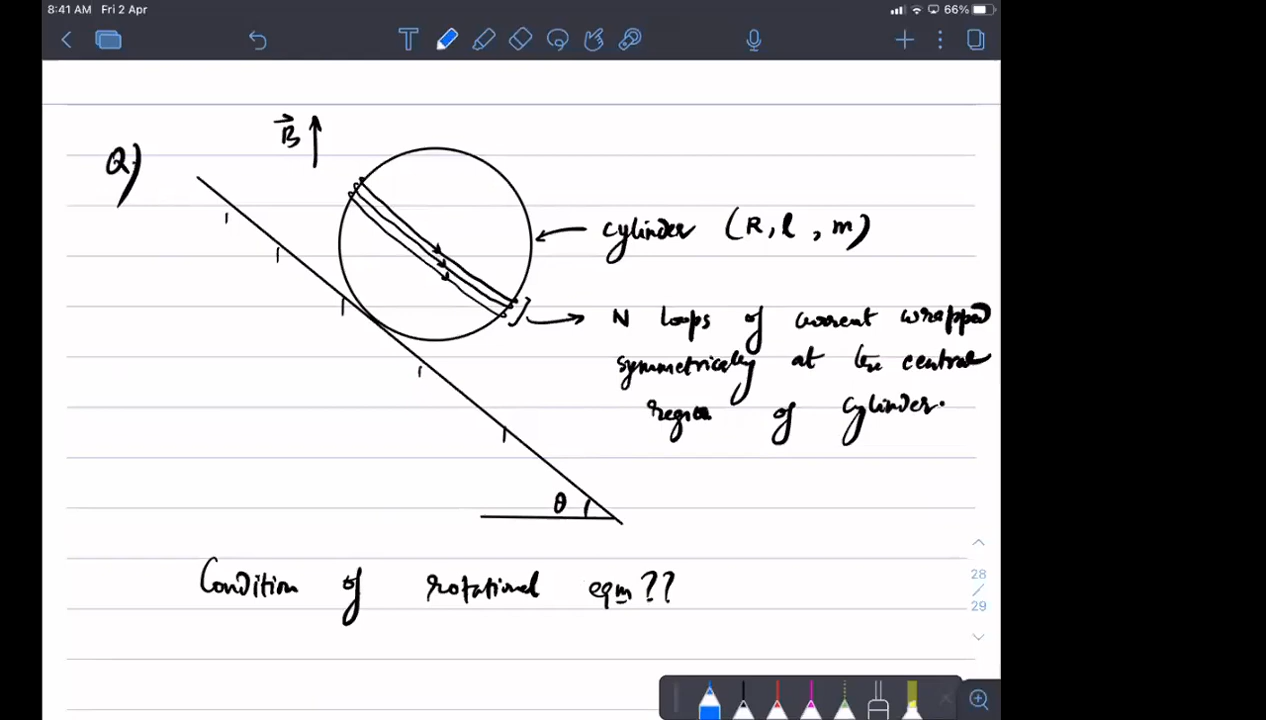 8:41 AM Fri 2 Apr
66%
T
Q)
B
cylinder (R, l, m)
N loops of current wrapped
symmetrically at the central
region of cylinder.
θ
Condition of rotational eqm??
28
/
29